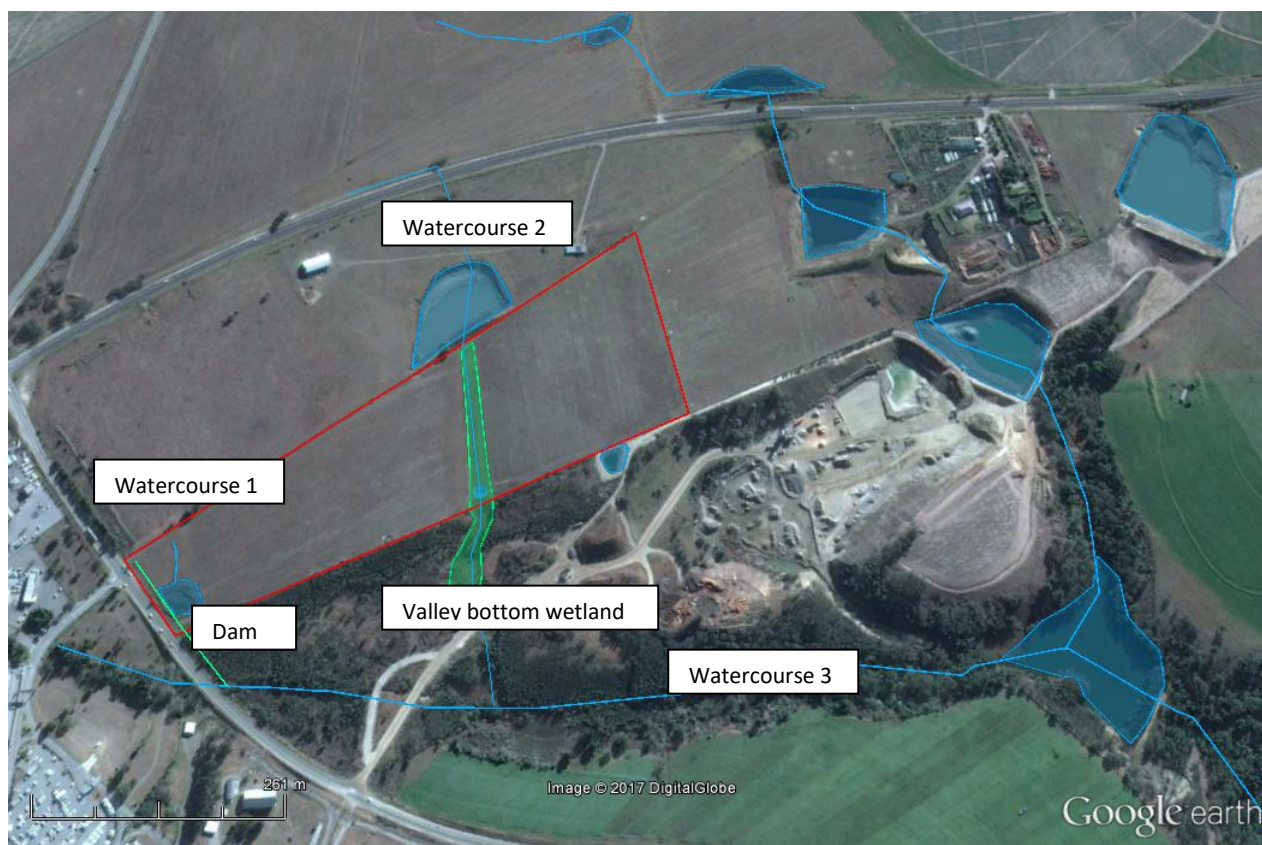 Watercourse 2
Watercourse 1
Valley bottom wetland
Dam
Watercourse 3
261 m
Image © 2017 DigitalGlobe
Google earth